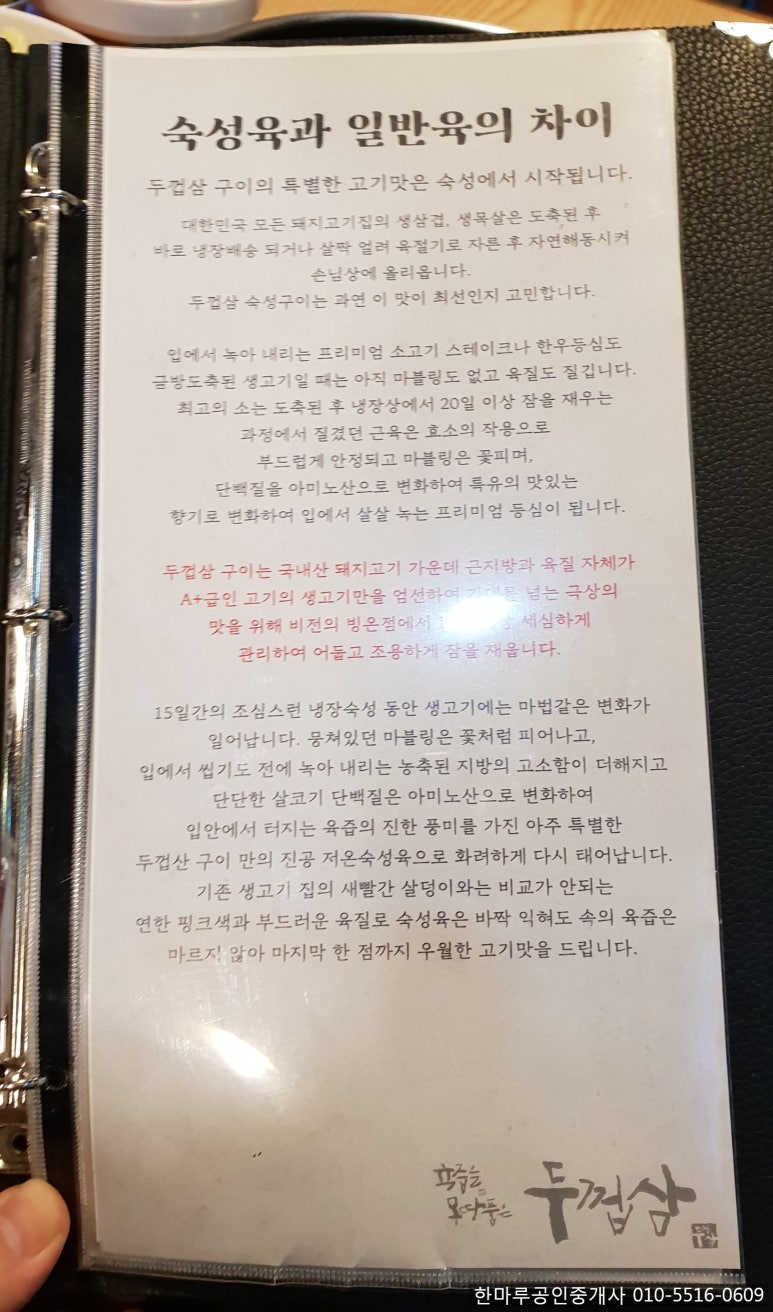 숙성육과 일반육의 차이
두껍삼 구이의 특별한 고기맛은 숙성에서 시작됩니다.
대한민국 모든 돼지고기집의 생삼겹, 생목살은 도축된 후
바로 냉장배송 되거나 살짝 얼려 육절기로 자른 후 자연해동시켜
손님상에 올리옵니다.
두껍삼 숙성구이는 과연 이 맛이 최선인지 고민합니다.
입에서 녹아 내리는 프리미엄 소고기 스테이크나 한우등심도
금방도축된 생고기일 때는 아직 마블링도 없고 육질도 질깁니다.
최고의 소는 도축된 후 냉장상에서 20일 이상 잠을 재우는
과정에서 질겼던 근육은 효소의 작용으로
부드럽게 안정되고 마블링은 꽃피며,
단백질을 아미노산으로 변화하여 특유의 맛있는
향기로 변화하여 입에서 살살 녹는 프리미엄 등심이 됩니다.
두껍삼 구이는 국내산 돼지고기 가운데 근지방과 육질 자체가
A+급인 고기의 생고기만을 엄선하여 넘는 극상의
맛을 위해 비전의 빙온점에서 세심하게
관리하여 어둡고 조용하게 잠을 재웁니다.
15일간의 조심스런 냉장숙성 동안 생고기에는 마법같은 변화가
일어납니다. 뭉쳐있던 마블링은 꽃처럼 피어나고,
입에서 씹기도 전에 녹아 내리는 농축된 지방의 고소함이 더해지고
단단한 살코기 단백질은 아미노산으로 변화하여
입안에서 터지는 육즙의 진한 풍미를 가진 아주 특별한
두껍산 구이 만의 진공 저온숙성육으로 화려하게 다시 태어납니다.
기존 생고기 집의 새빨간 살덩이와는 비교가 안되는
연한 핑크색과 부드러운 육질로 숙성육은 바짝 익혀도 속의 육즙은
마르지 않아 마지막 한 점까지 우월한 고기맛을 드립니다.
육즙을
두껍삼
한마루공인중개사 010-5516-0609